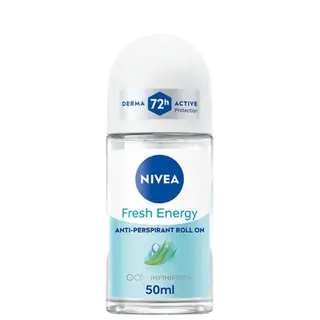 DERMA 72h ACTIVE
Protection
NIVEA
Fresh Energy
ANTI-PERSPIRANT ROLL ON
50ml